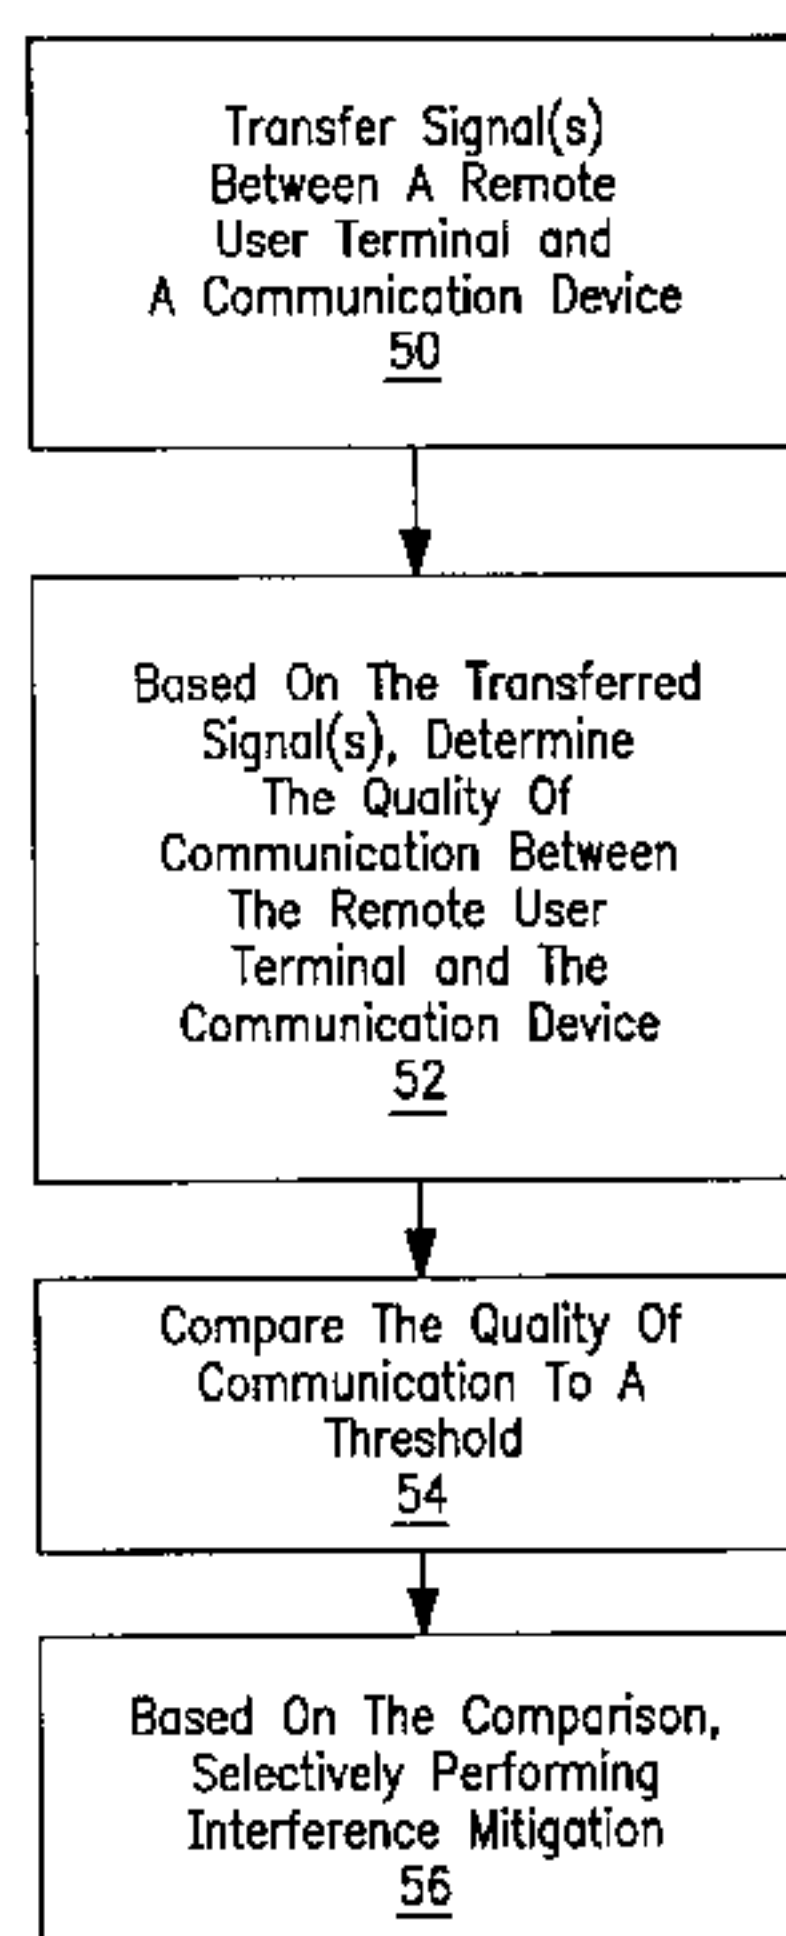 Transfer Signal(s)
Between A Remote
User Terminal and
A Communication Device
50
Based On The Transferred
Signal(s), Determine
The Quality Of
Communication Between
The Remote User
Terminal and The
Communication Device
52
Compare The Quality Of
Communication To A
Threshold
54
Based On The Comparison,
Selectively Performing
Interference Mitigation
56